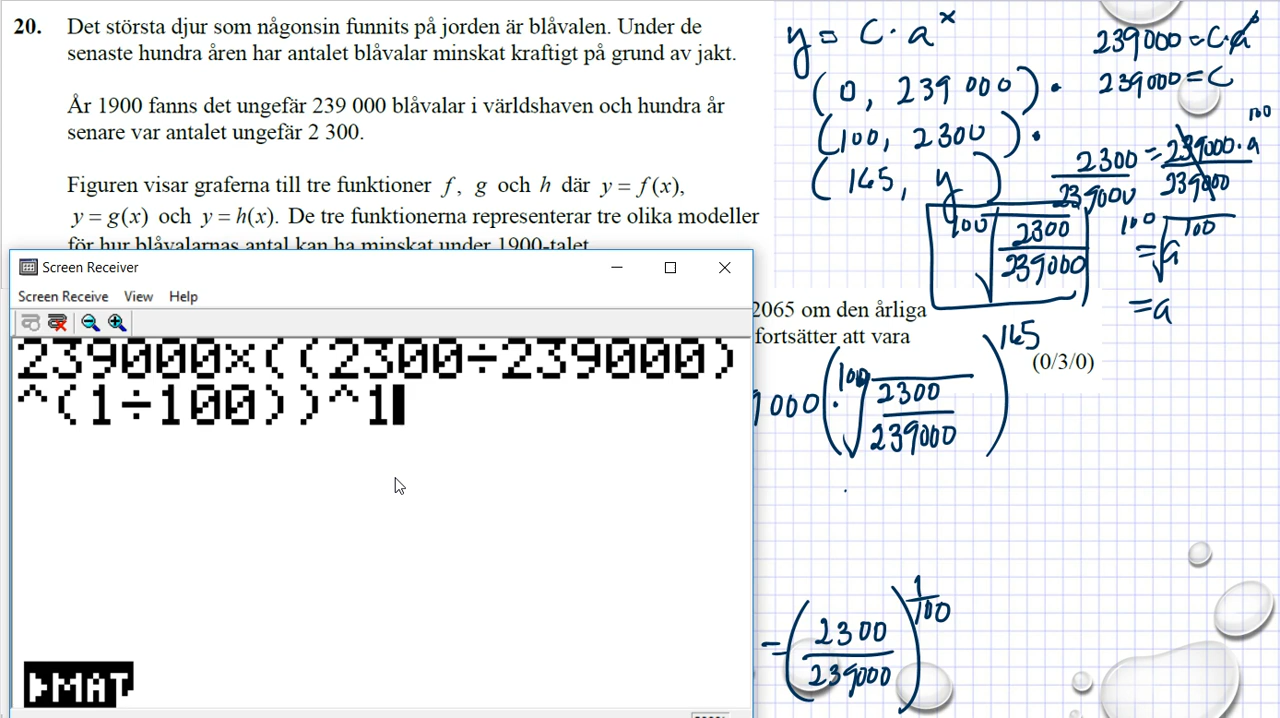 20. Det största djur som någonsin funnits på jorden är blåvalen. Under de
senaste hundra åren har antalet blåvalar minskat kraftigt på grund av jakt.
År 1900 fanns det ungefär 239 000 blåvalar i världshaven och hundra år
senare var antalet ungefär 2 300.
Figuren visar graferna till tre funktioner f, g och h där y = f(x),
y = g(x) och y = h(x). De tre funktionerna representerar tre olika modeller
för hur blåvalarnas antal kan ha minskat under 1900-talet
2065 om den årliga
fortsätter att vara
(0/3/0)
Screen Receiver
Screen Receive View Help
239000×((2300÷239000)
^(1÷100))^1
▶MAT
y = C · a^x
(0, 239 000) ·
(100, 2300) ·
(165, y)
239000 = C · a^0
239000 = C
2300/239000 = 239000 · a^100/239000
100√(2300/239000) = 100√a^100
= a
9000 · (100√(2300/239000))^165
= (2300/239000)^(1/100)